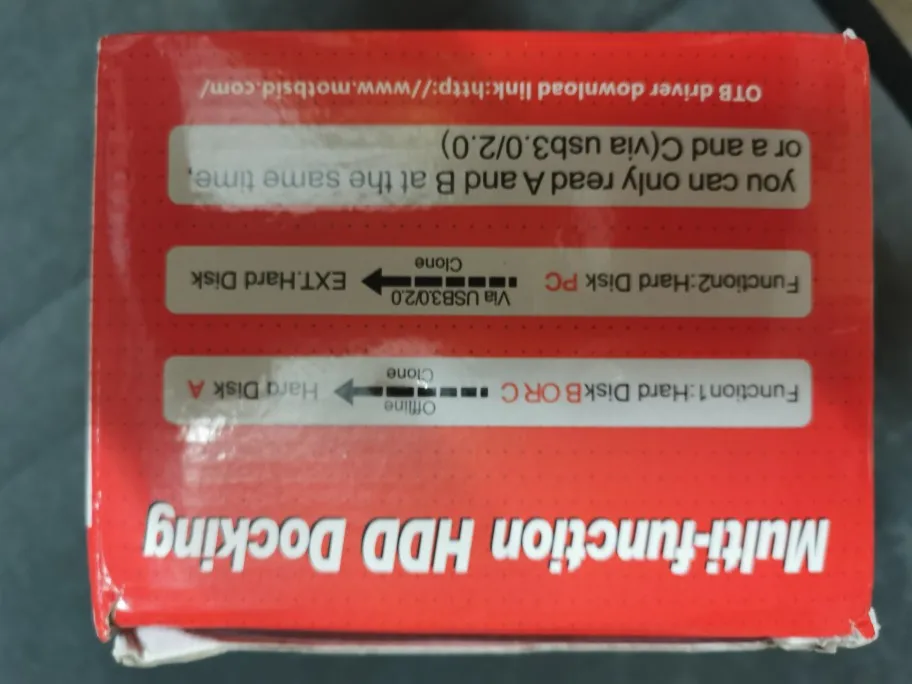 Multi-function HDD Docking
Offline
Function1:Hard Disk B OR C Hard Disk A
Clone
Via USB3.0/2.0
Function2:Hard Disk PC EXT.Hard Disk
Clone
you can only read A and B at the same time,
or a and C(via usb3.0/2.0)
OTB driver download link:http://www.motbsid.com/